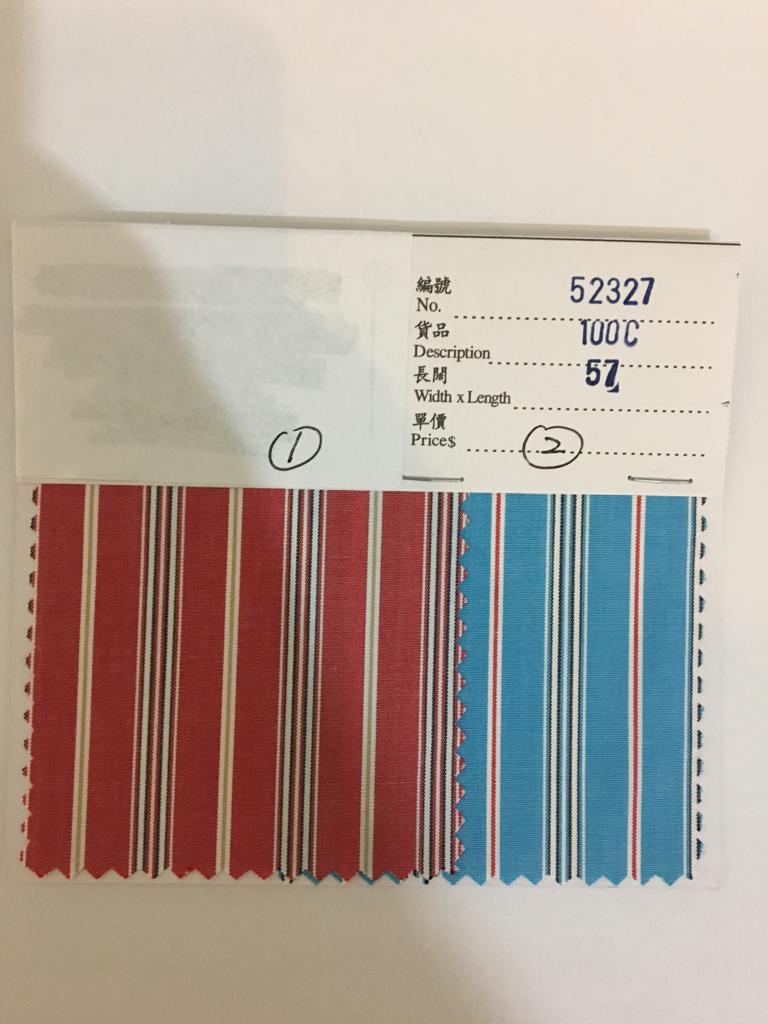 編號
No. 52327
貨品
Description 100C
長闊
Width x Length 57
單價
Price$
① ②